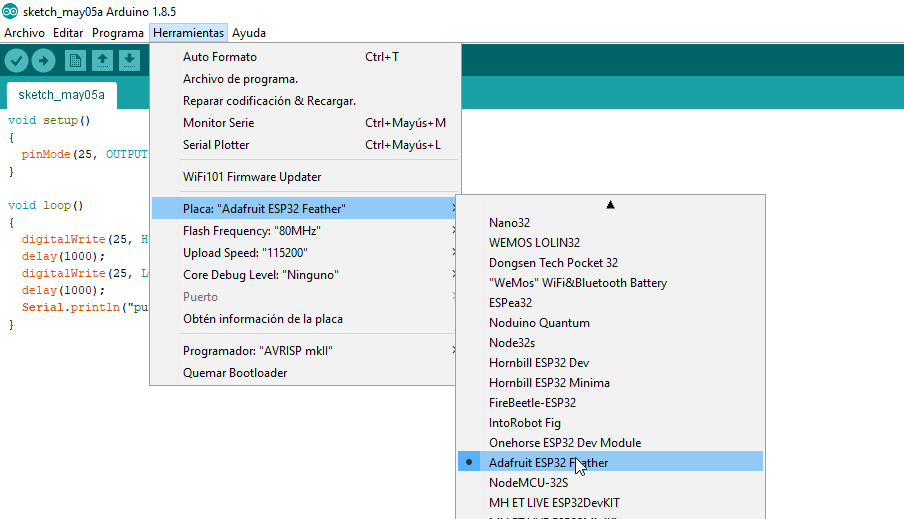 sketch_may05a Arduino 1.8.5
Archivo Editar Programa Herramientas Ayuda
sketch_may05a
void setup()
{
pinMode(25, OUTPUT
}
void loop()
{
digitalWrite(25, H
delay(1000);
digitalWrite(25, L
delay(1000);
Serial.println("pu
}
Auto Formato Ctrl+T
Archivo de programa.
Reparar codificación & Recargar.
Monitor Serie Ctrl+Mayús+M
Serial Plotter Ctrl+Mayús+L
WiFi101 Firmware Updater
Placa: "Adafruit ESP32 Feather"
Flash Frequency: "80MHz"
Upload Speed: "115200"
Core Debug Level: "Ninguno"
Puerto
Obtén información de la placa
Programador: "AVRISP mkII"
Quemar Bootloader
Nano32
WEMOS LOLIN32
Dongsen Tech Pocket 32
"WeMos" WiFi&Bluetooth Battery
ESPea32
Noduino Quantum
Node32s
Hornbill ESP32 Dev
Hornbill ESP32 Minima
FireBeetle-ESP32
IntoRobot Fig
Onehorse ESP32 Dev Module
Adafruit ESP32 Feather
NodeMCU-32S
MH ET LIVE ESP32DevKIT